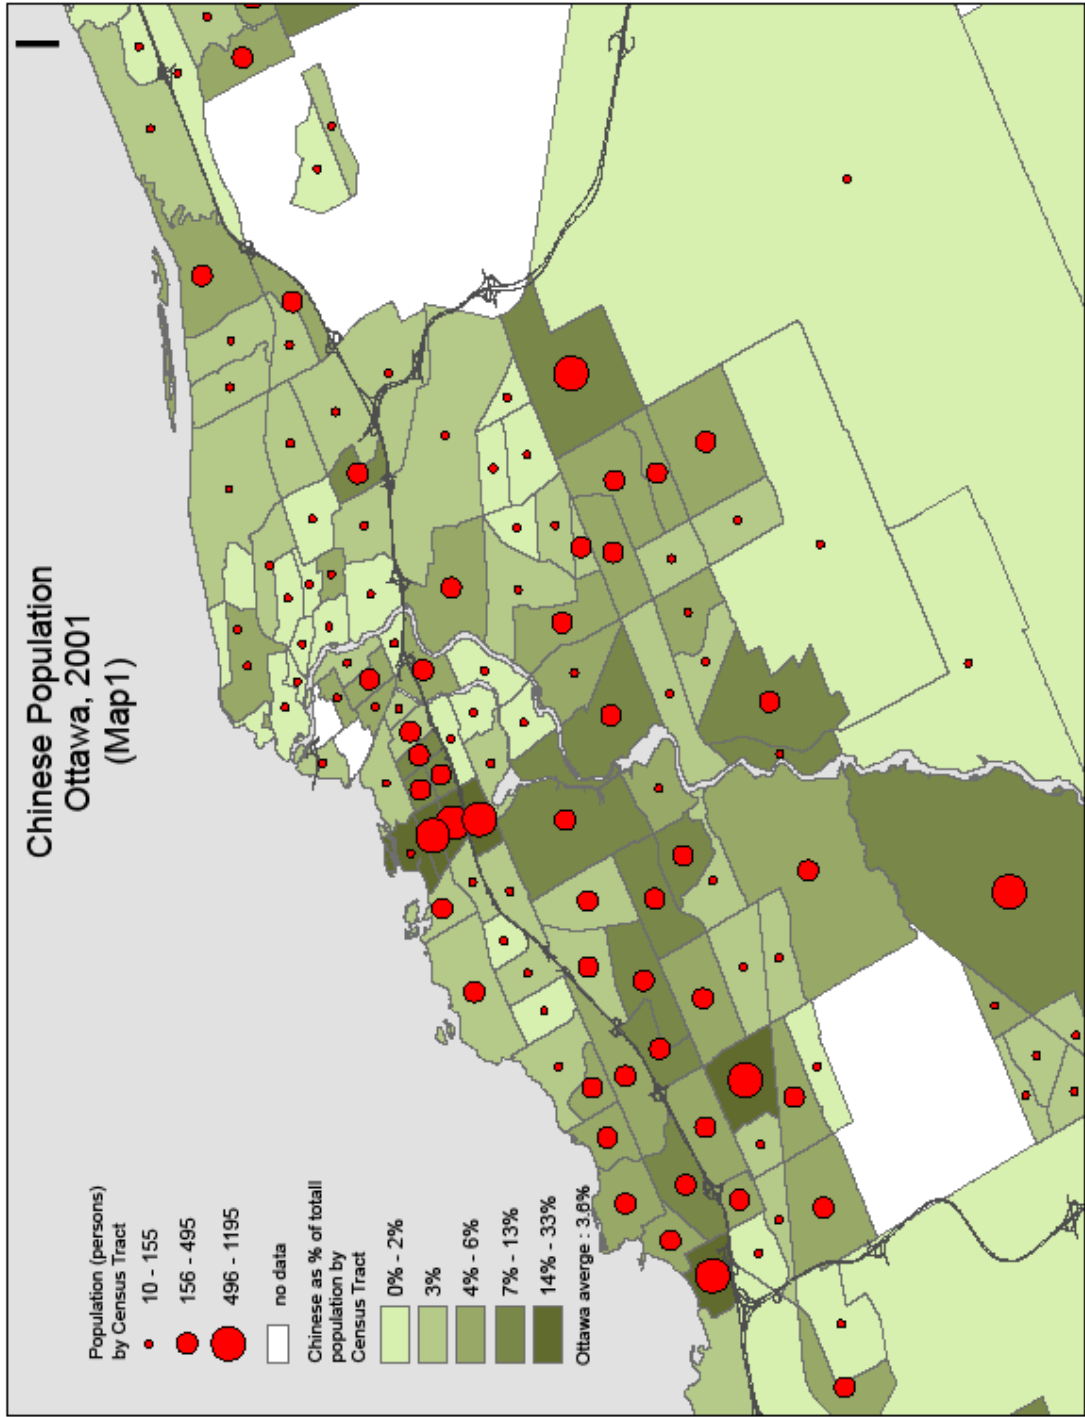 Chinese Population
Ottawa, 2001
(Map1)
Population (persons)
by Census Tract
10 - 155
156 - 495
496 - 1195
no data
Chinese as % of totall
population by
Census Tract
0% - 2%
3%
4% - 6%
7% - 13%
14% - 33%
Ottawa averge : 3.6%